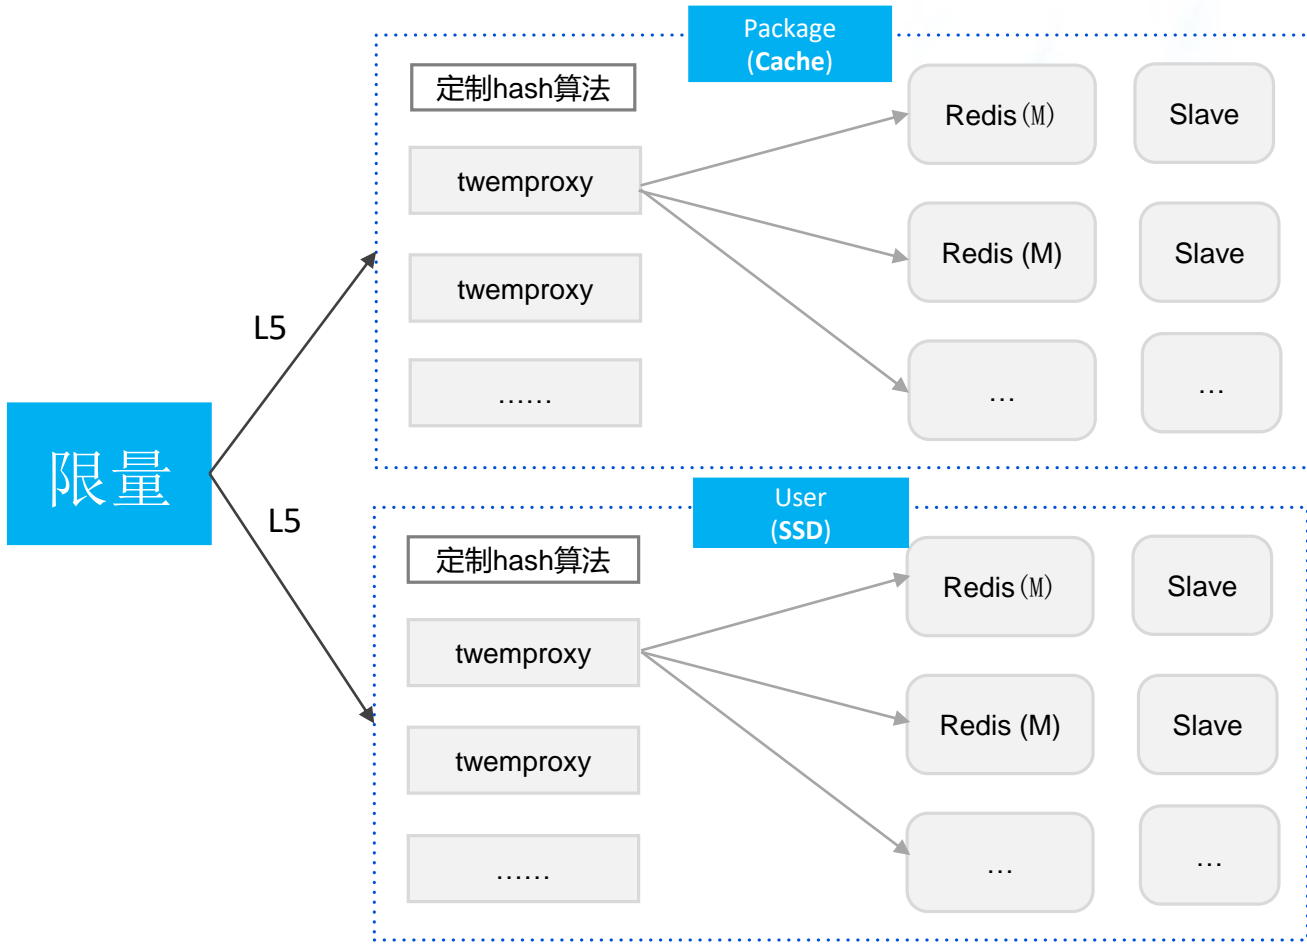 Package
(Cache)
定制hash算法
Redis(M)
Slave
twemproxy
Redis (M)
Slave
twemproxy
……
…
…
L5
限量
L5
User
(SSD)
定制hash算法
Redis(M)
Slave
twemproxy
Redis (M)
Slave
twemproxy
……
…
…